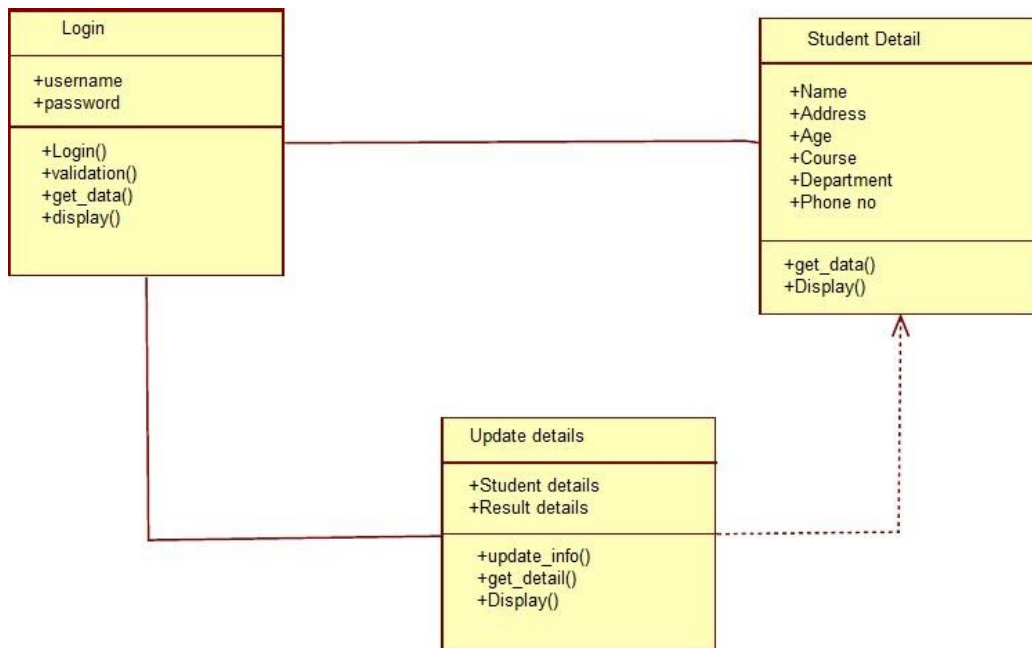 Login
+username
+password
+Login()
+validation()
+get_data()
+display()
Student Detail
+Name
+Address
+Age
+Course
+Department
+Phone no
+get_data()
+Display()
Update details
+Student details
+Result details
+update_info()
+get_detail()
+Display()